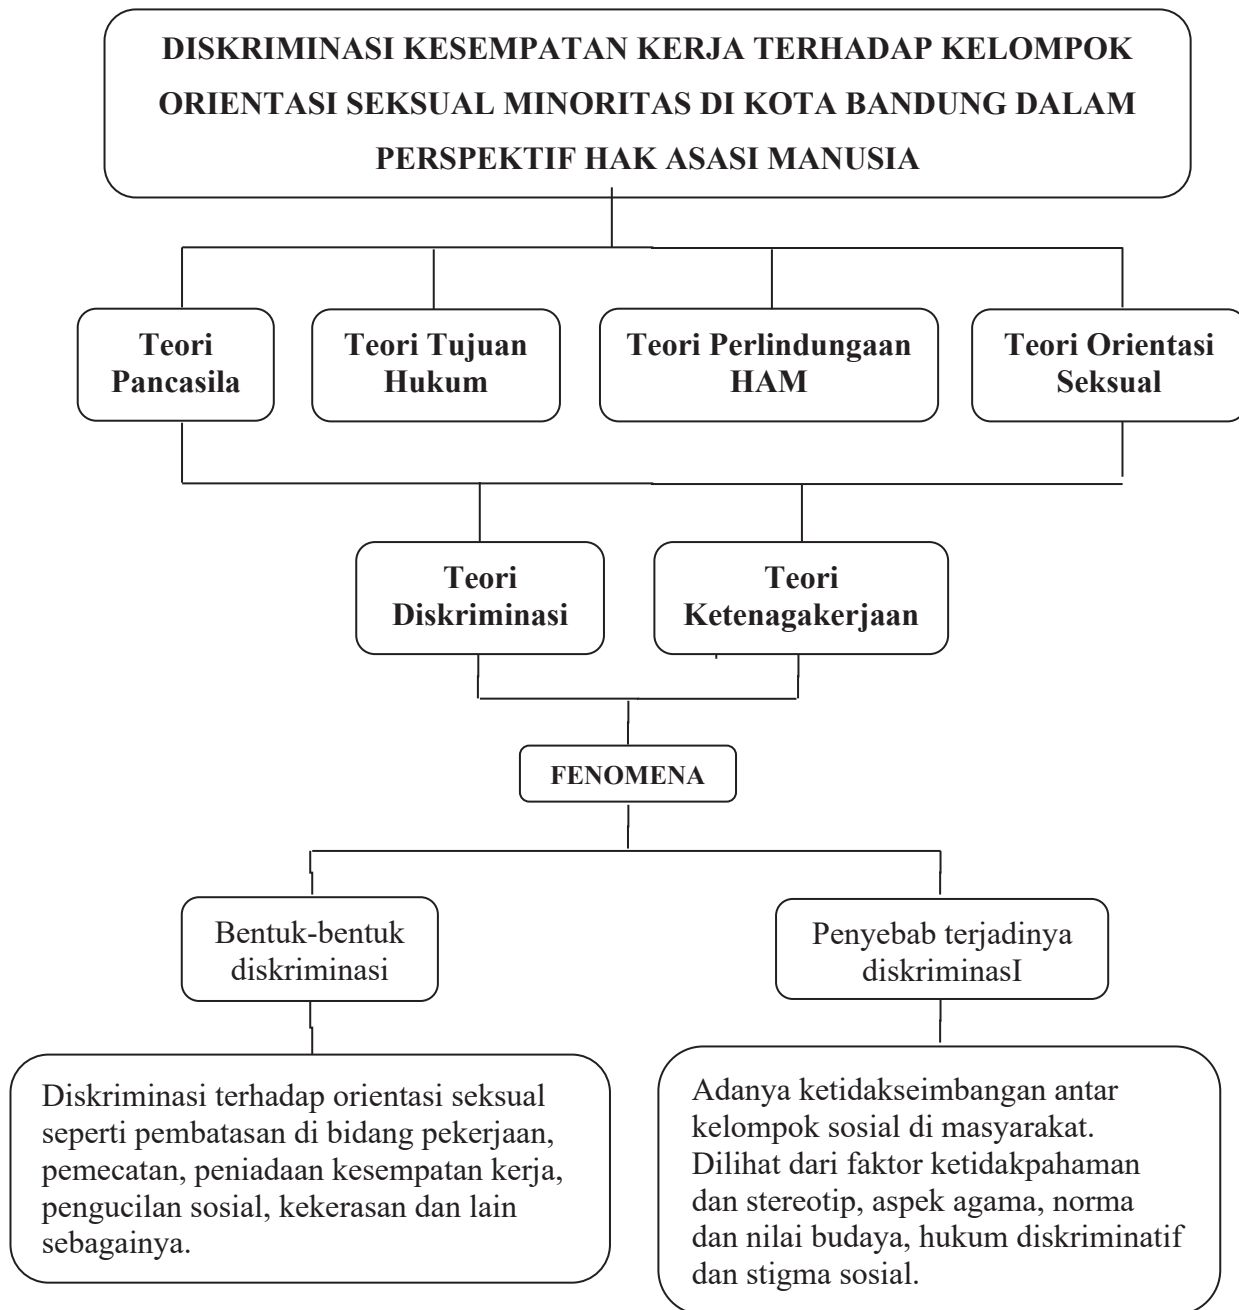 DISKRIMINASI KESEMPATAN KERJA TERHADAP KELOMPOK
ORIENTASI SEKSUAL MINORITAS DI KOTA BANDUNG DALAM
PERSPEKTIF HAK ASASI MANUSIA
Teori
Pancasila
Teori Tujuan
Hukum
Teori Perlindungaan
HAM
Teori Orientasi
Seksual
Teori
Diskriminasi
Teori
Ketenagakerjaan
FENOMENA
Bentuk-bentuk
diskriminasi
Penyebab terjadinya
diskriminasI
Diskriminasi terhadap orientasi seksual
seperti pembatasan di bidang pekerjaan,
pemecatan, peniadaan kesempatan kerja,
pengucilan sosial, kekerasan dan lain
sebagainya.
Adanya ketidakseimbangan antar
kelompok sosial di masyarakat.
Dilihat dari faktor ketidakpahaman
dan stereotip, aspek agama, norma
dan nilai budaya, hukum diskriminatif
dan stigma sosial.